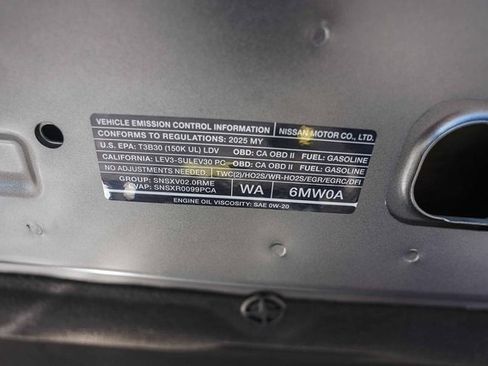 VEHICLE EMISSION CONTROL INFORMATION NISSAN MOTOR CO., LTD.
CONFORMS TO REGULATIONS: 2025 MY
U.S. EPA: T3B30 (150K UL) LDV OBD: CA OBD II FUEL: GASOLINE
CALIFORNIA: LEV3-SULEV30 PC OBD: CA OBD II FUEL: GASOLINE
NO ADJUSTMENTS NEEDED. TWC(2)/HO2S/WR-HO2S/EGR/EGRC/DFI
GROUP: SNSXV02.0RME
EVAP: SNSXR0099PCA
WA 6MW0A
ENGINE OIL VISCOSITY: SAE 0W-20